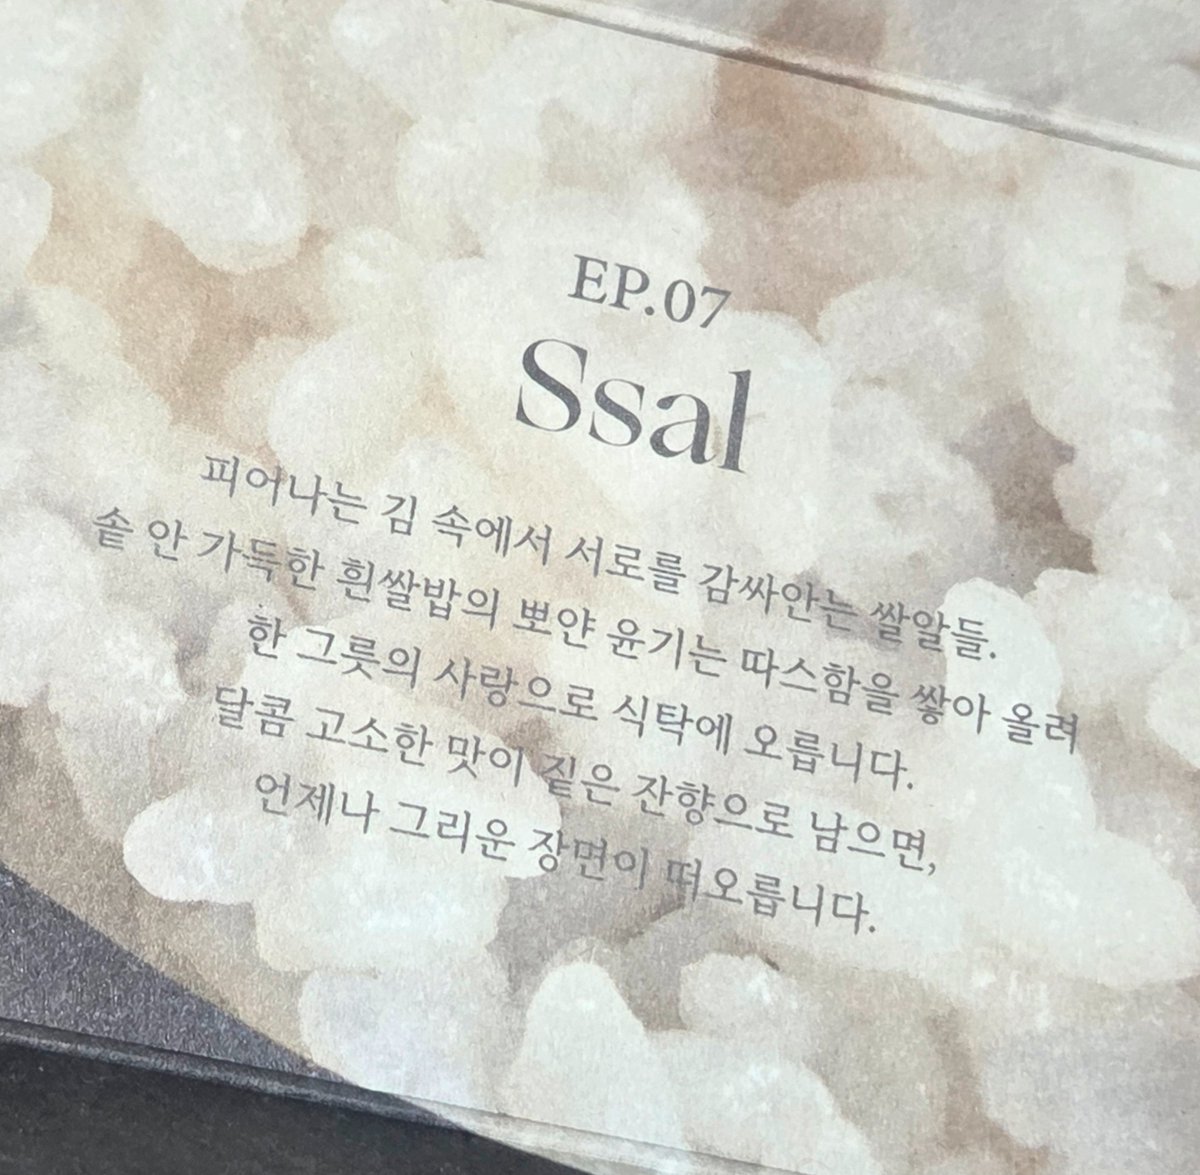 EP.07
Ssal
피어나는 김 속에서 서로를 감싸안는 쌀알들.
솥 안 가득한 흰쌀밥의 뽀얀 윤기는 따스함을 쌓아 올려
한 그릇의 사랑으로 식탁에 오릅니다.
달콤 고소한 맛이 짙은 잔향으로 남으면,
언제나 그리운 장면이 떠오릅니다.